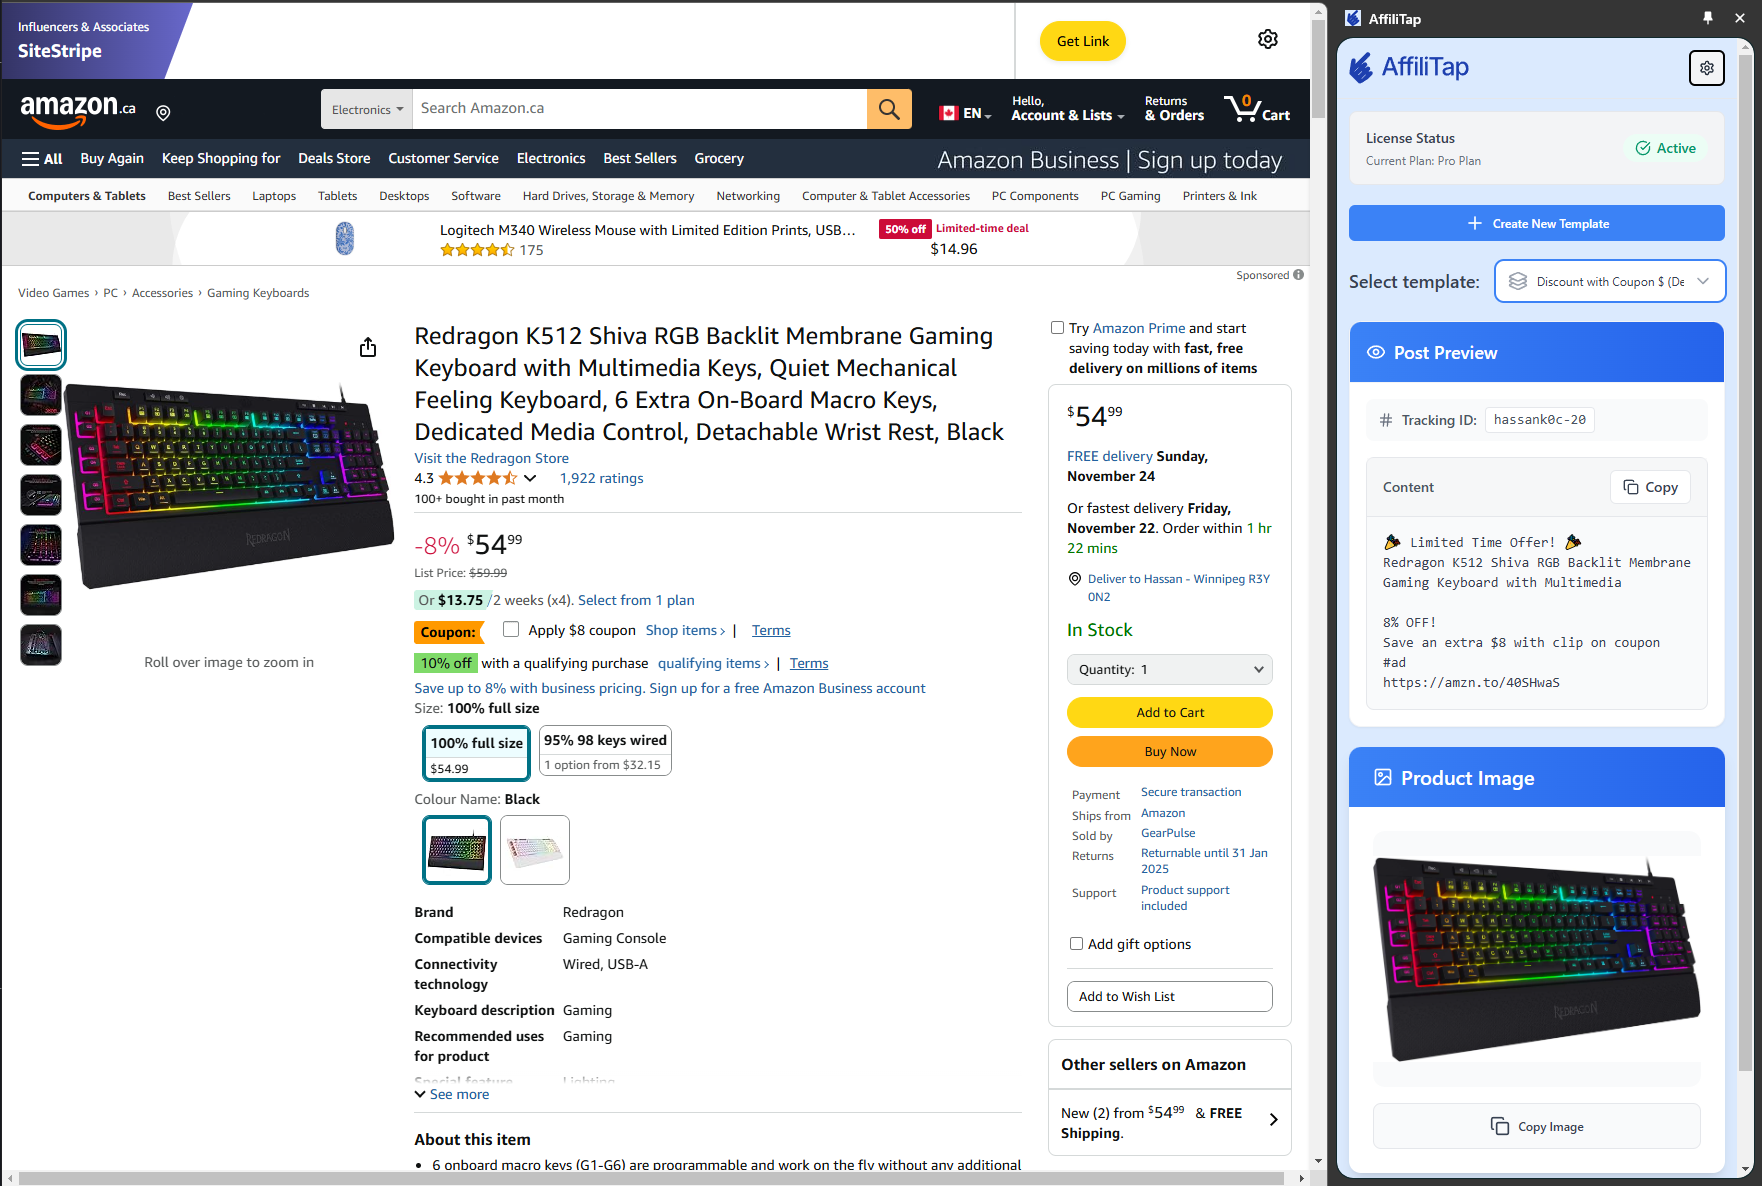 Influencers & Associates
SiteStripe
Get Link
amazon.ca
Electronics
Search Amazon.ca
EN
Hello,
Account & Lists
Returns
& Orders
0
Cart
All
Buy Again
Keep Shopping for
Deals Store
Customer Service
Electronics
Best Sellers
Grocery
Amazon Business | Sign up today
Computers & Tablets
Best Sellers
Laptops
Tablets
Desktops
Software
Hard Drives, Storage & Memory
Networking
Computer & Tablet Accessories
PC Components
PC Gaming
Printers & Ink
Logitech M340 Wireless Mouse with Limited Edition Prints, USB…
175
50% off
Limited-time deal
$14.96
Sponsored
Video Games › PC › Accessories › Gaming Keyboards
REDRAGON
Roll over image to zoom in
Redragon K512 Shiva RGB Backlit Membrane Gaming
Keyboard with Multimedia Keys, Quiet Mechanical
Feeling Keyboard, 6 Extra On-Board Macro Keys,
Dedicated Media Control, Detachable Wrist Rest, Black
Visit the Redragon Store
4.3
1,922 ratings
100+ bought in past month
-8% $54.99
List Price: $59.99
Or $13.75 /2 weeks (x4). Select from 1 plan
Coupon: Apply $8 coupon Shop items › | Terms
10% off with a qualifying purchase qualifying items › | Terms
Save up to 8% with business pricing. Sign up for a free Amazon Business account
Size: 100% full size
100% full size
$54.99
95% 98 keys wired
1 option from $32.15
Colour Name: Black
Brand Redragon
Compatible devices Gaming Console
Connectivity Wired, USB-A
technology
Keyboard description Gaming
Recommended uses Gaming
for product
Special feature Lighting
See more
About this item
• 6 onboard macro keys (G1-G6) are programmable and work on the fly without any additional
Try Amazon Prime and start
saving today with fast, free
delivery on millions of items
$54.99
FREE delivery Sunday,
November 24
Or fastest delivery Friday,
November 22. Order within 1 hr
22 mins
Deliver to Hassan - Winnipeg R3Y
0N2
In Stock
Quantity: 1
Add to Cart
Buy Now
Payment Secure transaction
Ships from Amazon
Sold by GearPulse
Returns Returnable until 31 Jan
2025
Support Product support
included
Add gift options
Add to Wish List
Other sellers on Amazon
New (2) from $54.99 & FREE
Shipping.
AffiliTap
AffiliTap
License Status
Current Plan: Pro Plan
Active
+ Create New Template
Select template:
Discount with Coupon $ (De
Post Preview
# Tracking ID: hassank0c-20
Content
Copy
🎉 Limited Time Offer! 🎉
Redragon K512 Shiva RGB Backlit Membrane
Gaming Keyboard with Multimedia
8% OFF!
Save an extra $8 with clip on coupon
#ad
https://amzn.to/40SHwaS
Product Image
REDRAGON
Copy Image